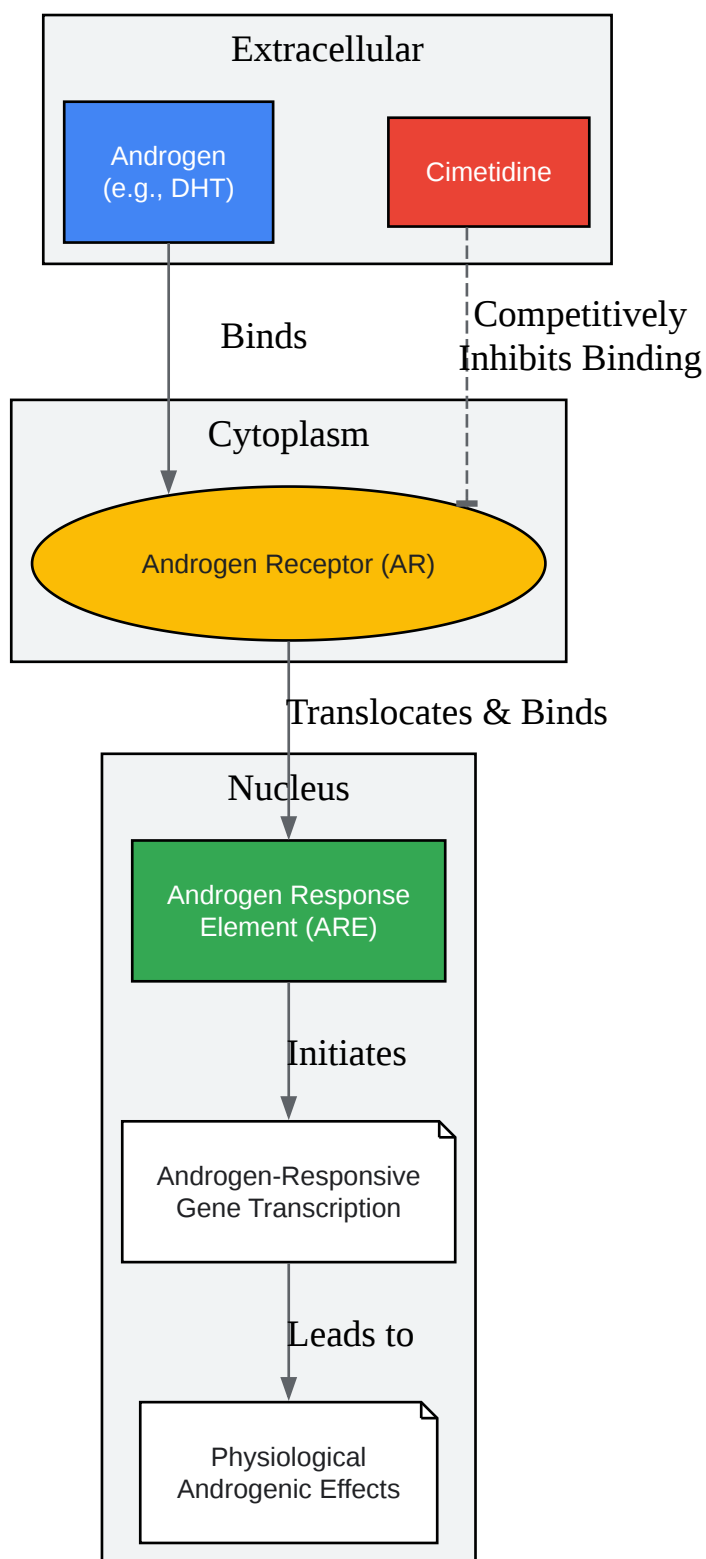 Extracellular
Androgen
(e.g., DHT)
Cimetidine
Binds
Competitively
Inhibits Binding
Cytoplasm
Androgen Receptor (AR)
Translocates & Binds
Nucleus
Androgen Response
Element (ARE)
Initiates
Androgen-Responsive
Gene Transcription
Leads to
Physiological
Androgenic Effects